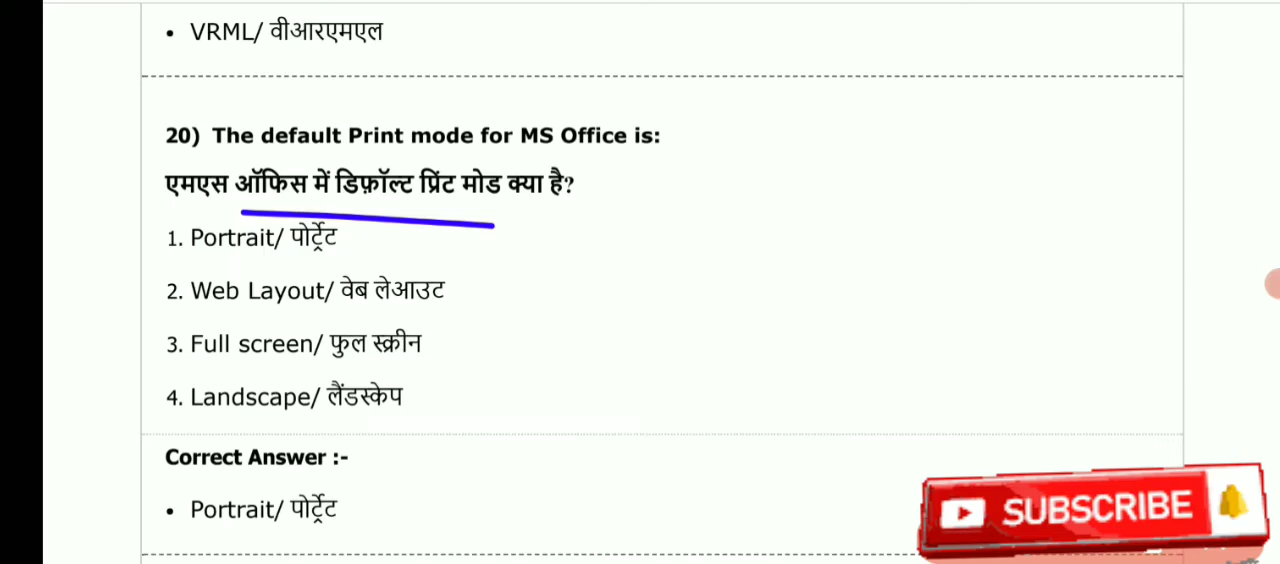 • VRML/ वीआरएमएल
20) The default Print mode for MS Office is:
एमएस ऑफिस में डिफ़ॉल्ट प्रिंट मोड क्या है?
1. Portrait/ पोर्ट्रेट
2. Web Layout/ वेब लेआउट
3. Full screen/ फुल स्क्रीन
4. Landscape/ लैंडस्केप
Correct Answer :-
• Portrait/ पोर्ट्रेट
SUBSCRIBE